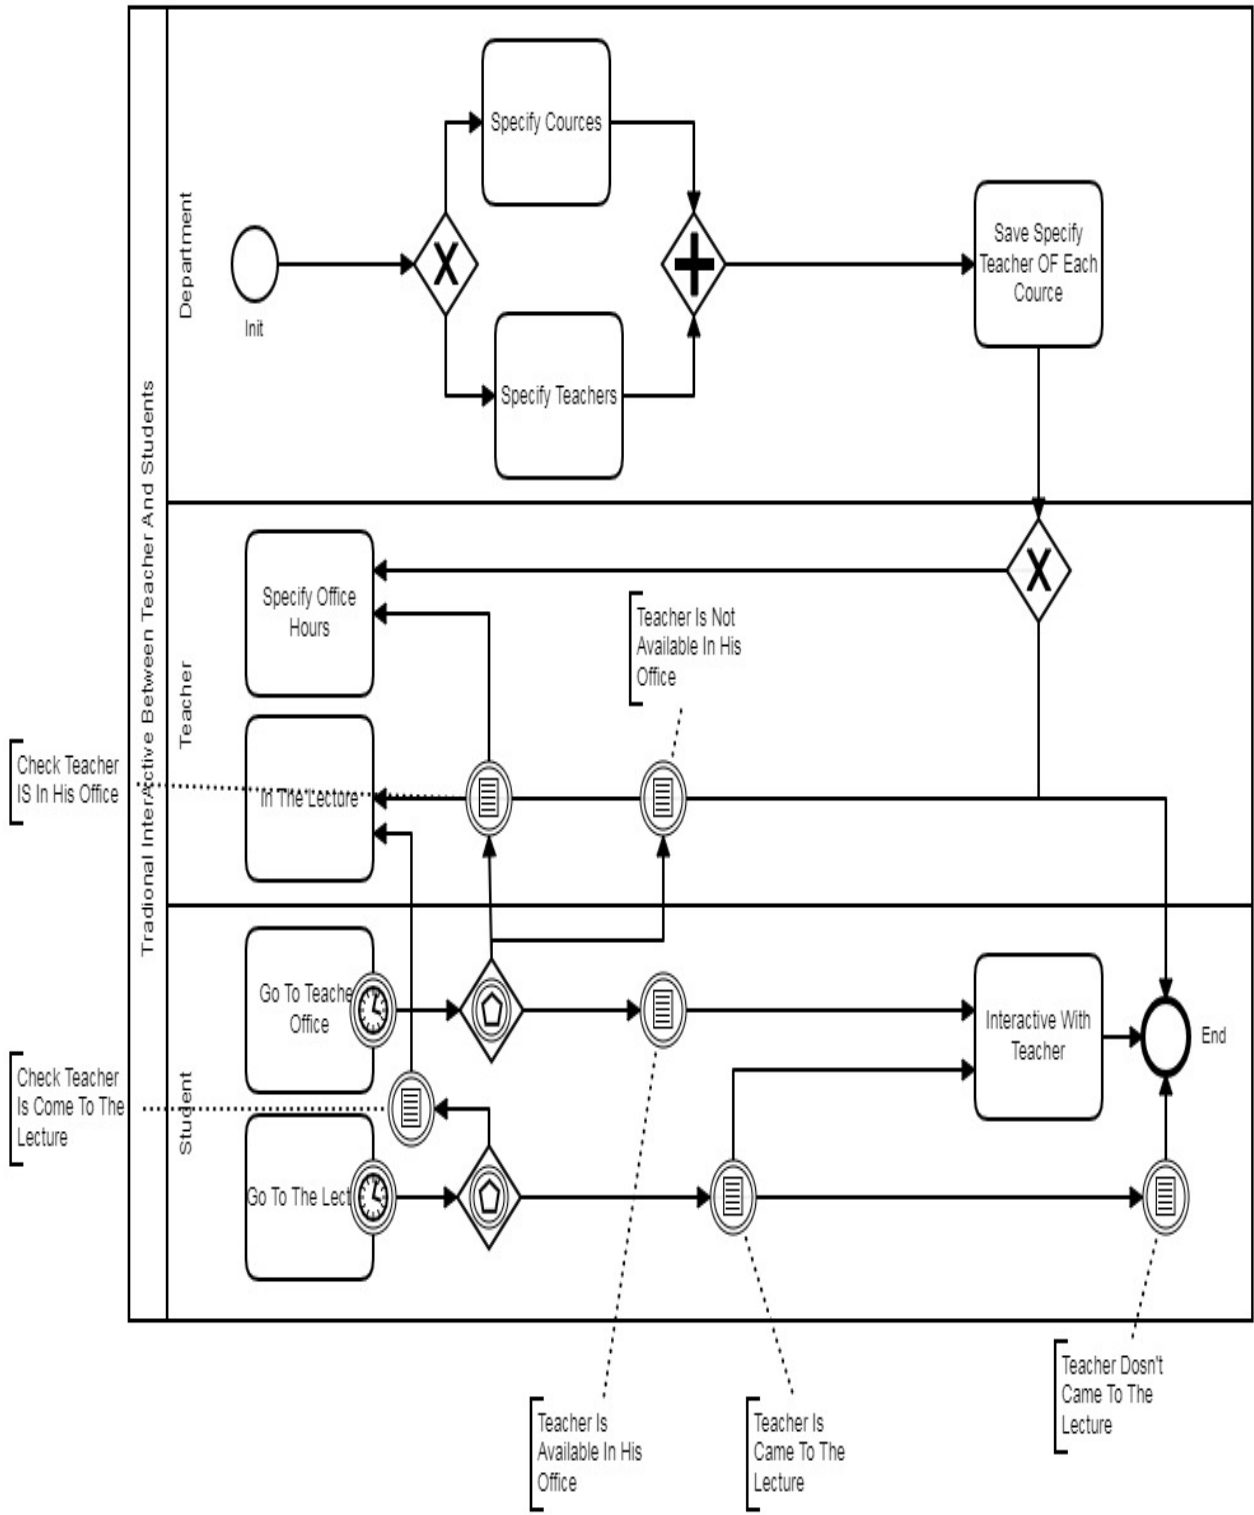 Tradional InterActive Between Teacher And Students
Department
Init
Specify Cources
Specify Teachers
Save Specify
Teacher OF Each
Cource
Teacher
Specify Office
Hours
In The Lecture
Teacher Is Not
Available In His
Office
Check Teacher
IS In His Office
Student
Go To Teache
Office
Go To The Lect
Interactive With
Teacher
End
Check Teacher
Is Come To The
Lecture
Teacher Is
Available In His
Office
Teacher Is
Came To The
Lecture
Teacher Dosn't
Came To The
Lecture